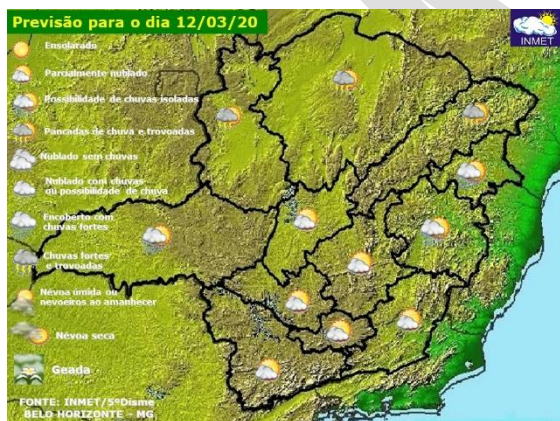 Previsão para o dia 12/03/20
INMET
Ensolarado
Parcialmente nublado
Possibilidade de chuvas isoladas
Pancadas de chuva e trovoadas
Nublado sem chuvas
Nublado com chuvas
ou possibilidade de chuva
Encoberto com
chuvas fortes
Chuvas fortes
e trovoadas
Névoa úmida ou
nevoeiros ao amanhecer
Névoa seca
Geada
FONTE: INMET/5ºDisme
BELO HORIZONTE - MG